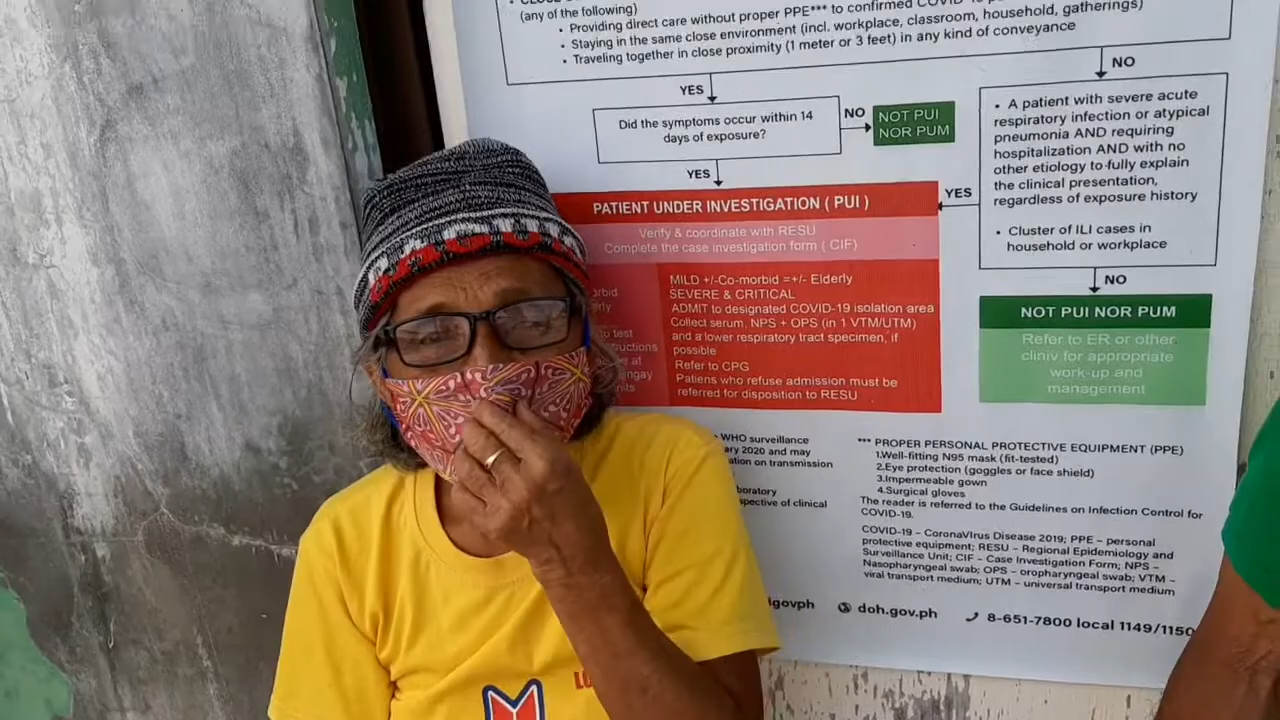 (any of the following)
• Providing direct care without proper PPE*** to confirmed COVID-19
• Staying in the same close environment (incl. workplace, classroom, household, gatherings)
• Traveling together in close proximity (1 meter or 3 feet) in any kind of conveyance
YES
NO
Did the symptoms occur within 14
days of exposure?
NO
NOT PUI
NOR PUM
YES
• A patient with severe acute
respiratory infection or atypical
pneumonia AND requiring
hospitalization AND with no
other etiology to fully explain
the clinical presentation,
regardless of exposure history
• Cluster of ILI cases in
household or workplace
YES
NO
PATIENT UNDER INVESTIGATION ( PUI )
Verify & coordinate with RESU
Complete the case investigation form ( CIF)
to test
at
MILD +/-Co-morbid =+/- Elderly
SEVERE & CRITICAL
ADMIT to designated COVID-19 isolation area
Collect serum, NPS + OPS (in 1 VTM/UTM)
and a lower respiratory tract specimen, if
possible
Refer to CPG
Patiens who refuse admission must be
referred for disposition to RESU
NOT PUI NOR PUM
Refer to ER or other
cliniv for appropriate
work-up and
management
WHO surveillance
2020 and may
on transmission
of clinical
*** PROPER PERSONAL PROTECTIVE EQUIPMENT (PPE)
1.Well-fitting N95 mask (fit-tested)
2.Eye protection (goggles or face shield)
3.Impermeable gown
4.Surgical gloves
The reader is referred to the Guidelines on Infection Control for
COVID-19.
COVID-19 – CoronaVIrus Disease 2019; PPE – personal
protective equipment; RESU – Regional Epidemiology and
Surveillance Unit; CIF – Case Investigation Form; NPS –
Nasopharyngeal swab; OPS – oropharyngeal swab; VTM –
viral transport medium; UTM – universal transport medium
doh.gov.ph
8-651-7800 local 1149/1150